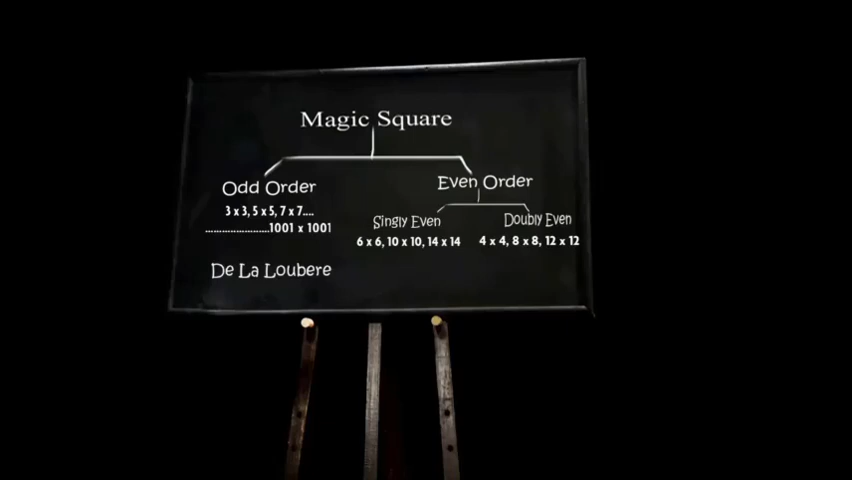 Magic Square
Odd Order
3 x 3, 5 x 5, 7 x 7....
........................1001 x 1001
De La Loubere
Even Order
Singly Even
6 x 6, 10 x 10, 14 x 14
Doubly Even
4 x 4, 8 x 8, 12 x 12